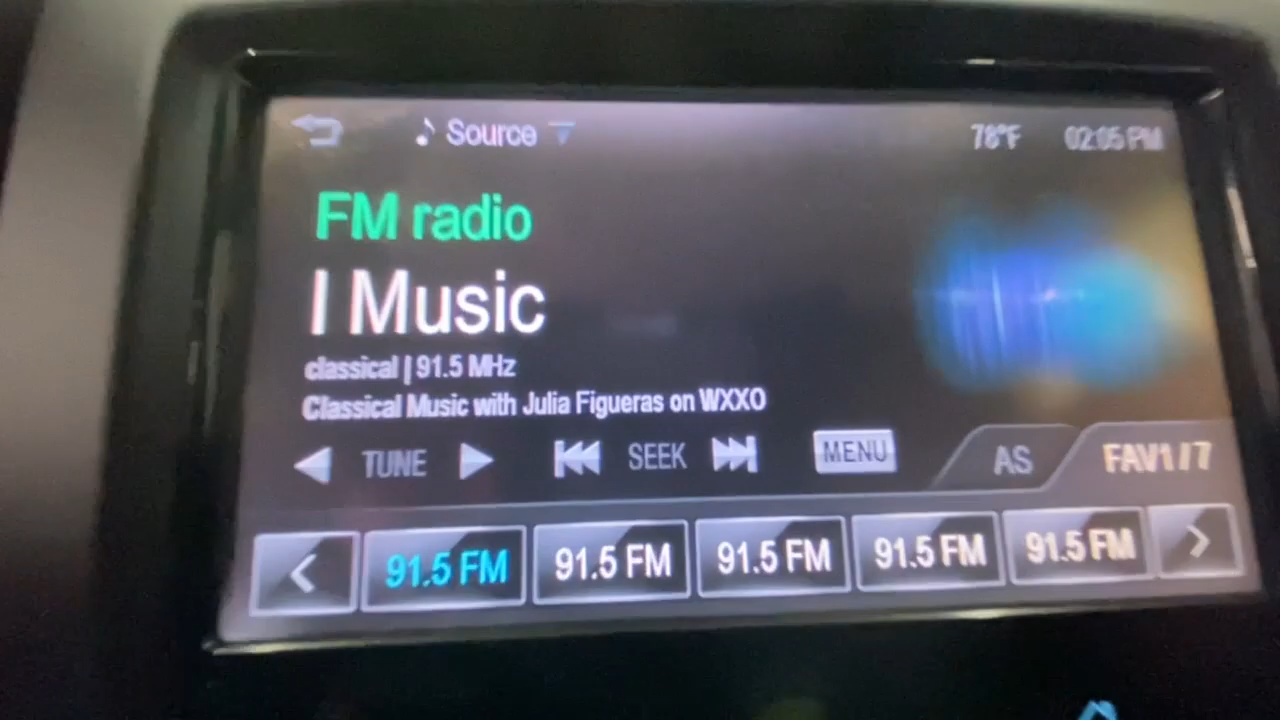 Source
78°F 02:05 PM
FM radio
l Music
classical | 91.5 MHz
Classical Music with Julia Figueras on WXXO
TUNE SEEK MENU AS FAV1/7
91.5 FM 91.5 FM 91.5 FM 91.5 FM 91.5 FM